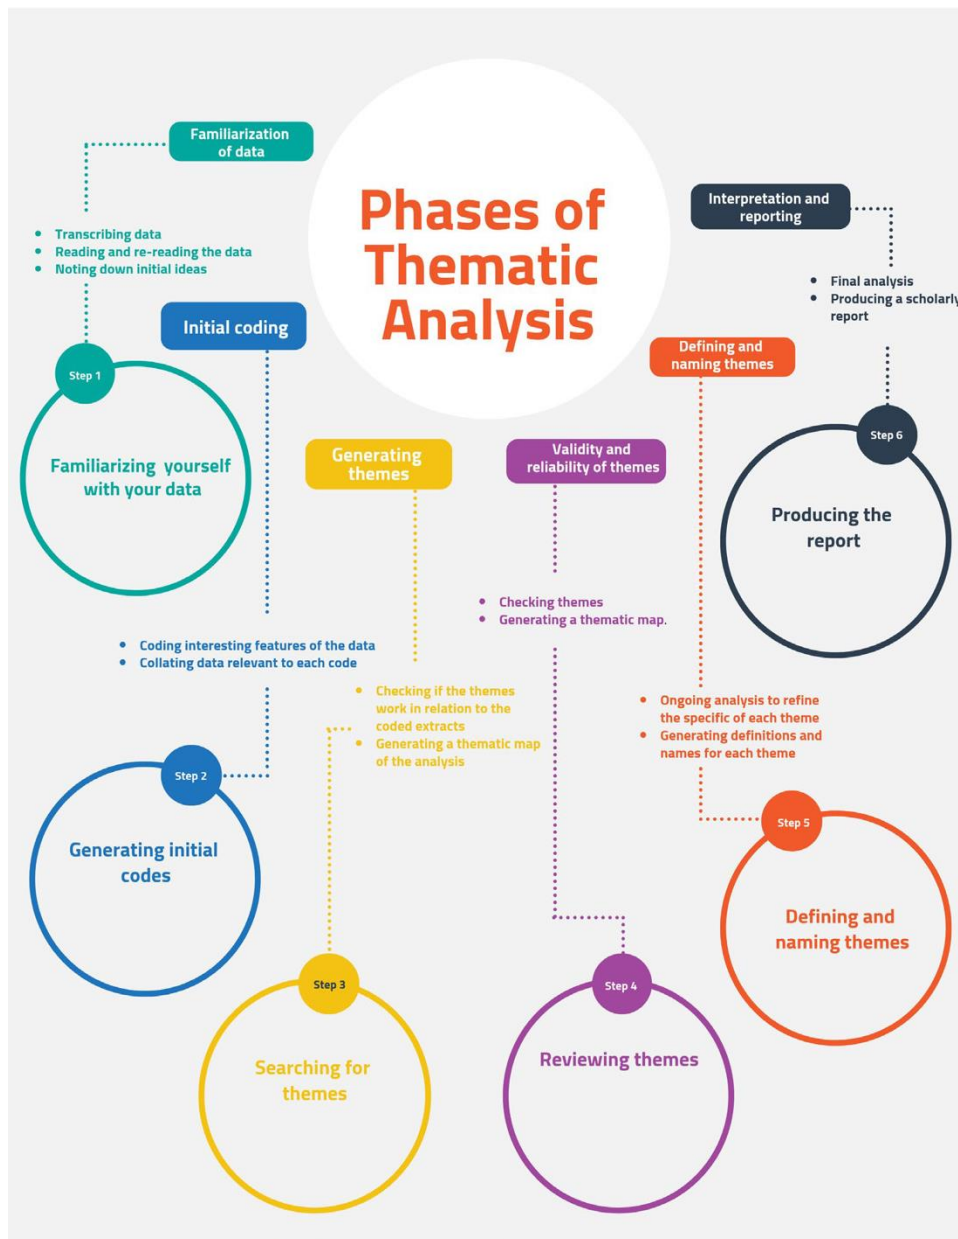 Phases of
Thematic
Analysis
Familiarization
of data
Transcribing data
Reading and re-reading the data
Noting down initial ideas
Step 1
Familiarizing yourself
with your data
Initial coding
Coding interesting features of the data
Collating data relevant to each code
Step 2
Generating initial
codes
Generating
themes
Checking if the themes
work in relation to the
coded extracts
Generating a thematic map
of the analysis
Step 3
Searching for
themes
Validity and
reliability of themes
Checking themes
Generating a thematic map.
Step 4
Reviewing themes
Defining and
naming themes
Ongoing analysis to refine
the specific of each theme
Generating definitions and
names for each theme
Step 5
Defining and
naming themes
Interpretation and
reporting
Final analysis
Producing a scholarly
report
Step 6
Producing the
report